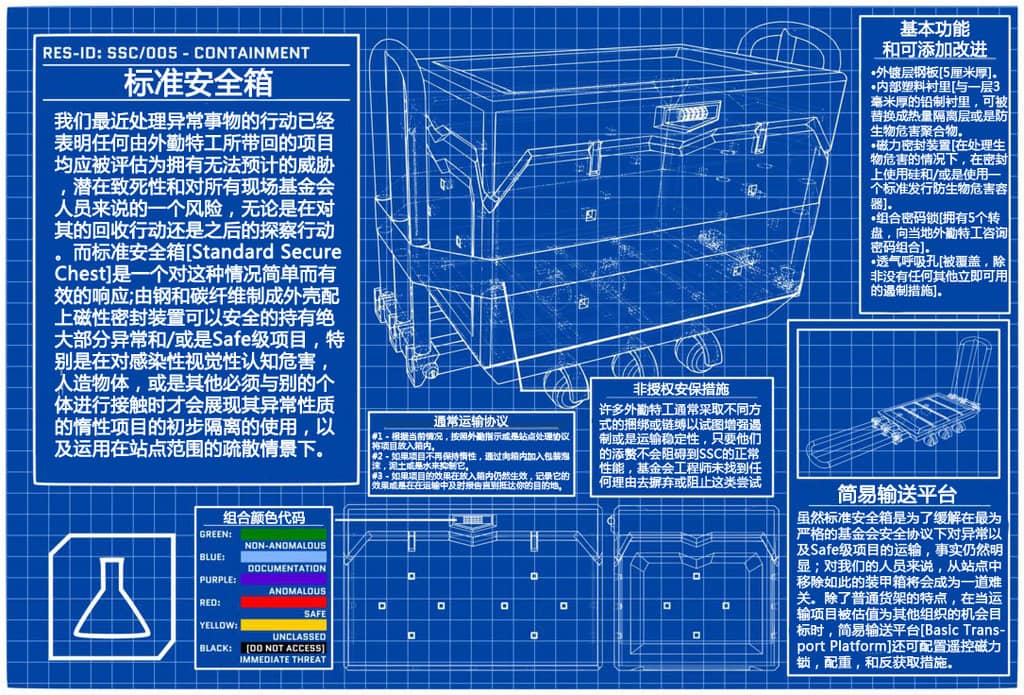 RES-ID: SSC/005 - CONTAINMENT
标准安全箱
我们最近处理异常事物的行动已经
表明任何由外勤特工所带回的项目
均应被评估为拥有无法预计的威胁
，潜在致死性和对所有现场基金会
人员来说的一个风险，无论是在对
其的回收行动还是之后的探察行动
。而标准安全箱[Standard Secure
Chest]是一个对这种情况简单而有
效的响应;由钢和碳纤维制成外壳配
上磁性密封装置可以安全的持有绝
大部分异常和/或是Safe级项目，特
别是在对感染性视觉性认知危害，
人造物体，或是其他必须与别的个
体进行接触时才会展现其异常性质
的惰性项目的初步隔离的使用，以
及运用在站点范围的疏散情景下。
基本功能
和可添加改进
•外镀层钢板[5厘米厚]。
•内部塑料衬里[与一层3
毫米厚的铅制衬里，可被
替换成热量隔离层或是防
生物危害聚合物。
•磁力密封装置[在处理生
物危害的情况下，在密封
上使用硅和/或是使用一
个标准发行防生物危害容
器]。
•组合密码锁[拥有5个转
盘，向当地外勤特工咨询
密码组合]。
•透气呼吸孔[被覆盖，除
非没有任何其他立即可用
的遏制措施]。
非授权安保措施
许多外勤特工通常采取不同方
式的捆绑或链缚以试图增强遏
制或是运输稳定性，只要他们
的添赘不会阻碍到SSC的正常
性能，基金会工程师未找到任
何理由去摒弃或阻止这类尝试
通常运输协议
#1 - 根据当前情况，按照外勤指示或是站点处理协议
将项目放入箱内。
#2 - 如果项目不再保持惰性，通过向箱内加入包装泡
沫，泥土或是水来抑制它。
#3 - 如果项目的效果在放入箱内仍然生效，记录它的
效果或是在在运输中及时报告直到抵达你的目的地。
简易输送平台
虽然标准安全箱是为了缓解在最为
严格的基金会安全协议下对异常以
及Safe级项目的运输，事实仍然明
显；对我们的人员来说，从站点中
移除如此的装甲箱将会成为一道难
关。除了普通货架的特点，在当运
输项目被估值为其他组织的机会目
标时，简易输送平台[Basic Trans-
port Platform]还可配置遥控磁力
锁，配重，和反获取措施。
组合颜色代码
GREEN:
NON-ANOMALOUS
BLUE:
DOCUMENTATION
PURPLE:
ANOMALOUS
RED:
SAFE
YELLOW:
UNCLASSED
BLACK: [DO NOT ACCESS]
IMMEDIATE THREAT